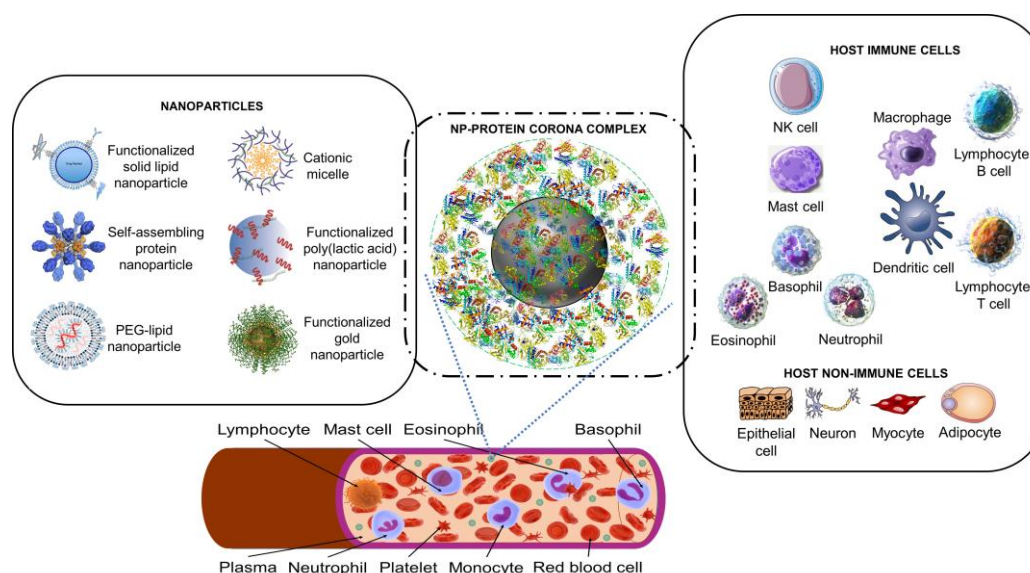 NANOPARTICLES
Functionalized
solid lipid
nanoparticle
Cationic
micelle
Self-assembling
protein
nanoparticle
Functionalized
poly(lactic acid)
nanoparticle
PEG-lipid
nanoparticle
Functionalized
gold
nanoparticle
NP-PROTEIN CORONA COMPLEX
HOST IMMUNE CELLS
NK cell
Macrophage
Lymphocyte
B cell
Mast cell
Dendritic cell
Basophil
Lymphocyte
T cell
Eosinophil
Neutrophil
HOST NON-IMMUNE CELLS
Epithelial
cell
Neuron
Myocyte
Adipocyte
Lymphocyte
Mast cell
Eosinophil
Basophil
Plasma
Neutrophil
Platelet
Monocyte
Red blood cell